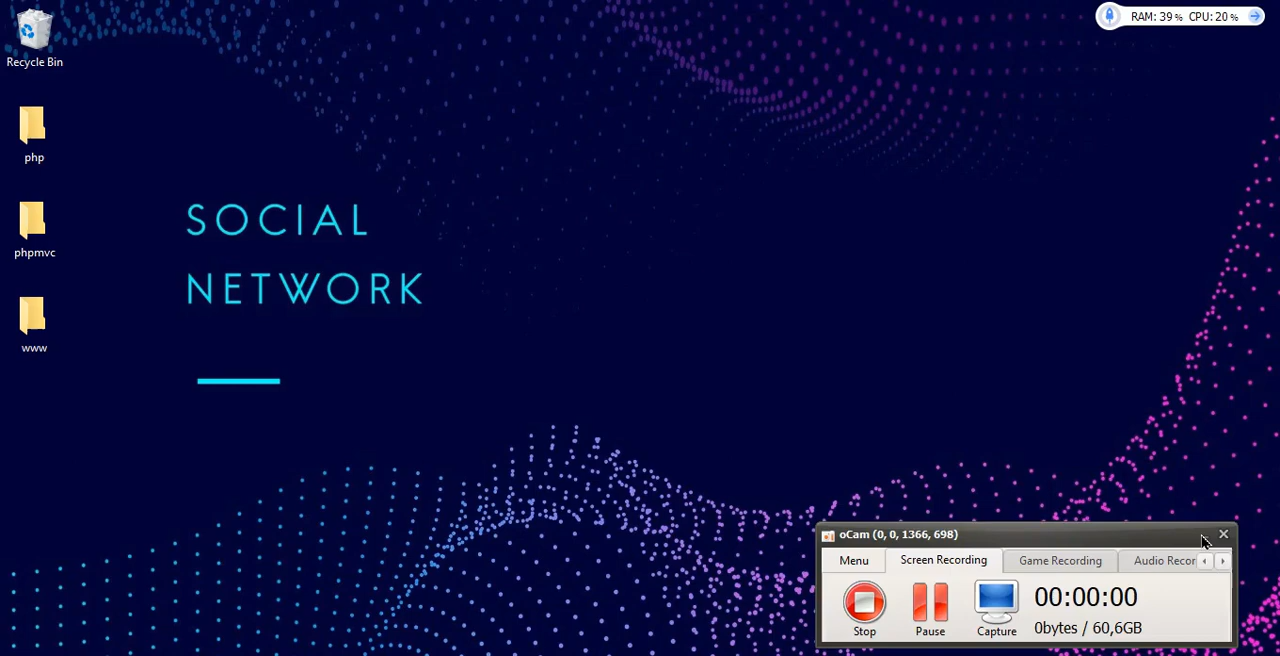 RAM: 39 % CPU: 20 %
Recycle Bin
php
phpmvc
www
SOCIAL
NETWORK
oCam (0, 0, 1366, 698)
Menu
Screen Recording
Game Recording
Audio Recor
Stop
Pause
Capture
00:00:00
0bytes / 60,6GB